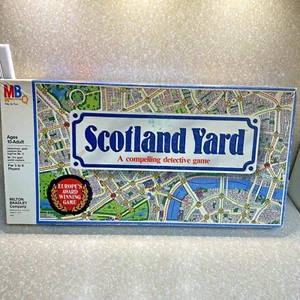 MB
Ages
10-Adult
For 3 to 6
Players
Scotland Yard
A compelling detective game
EUROPE'S
AWARD
WINNING
GAME
MILTON
BRADLEY
Company